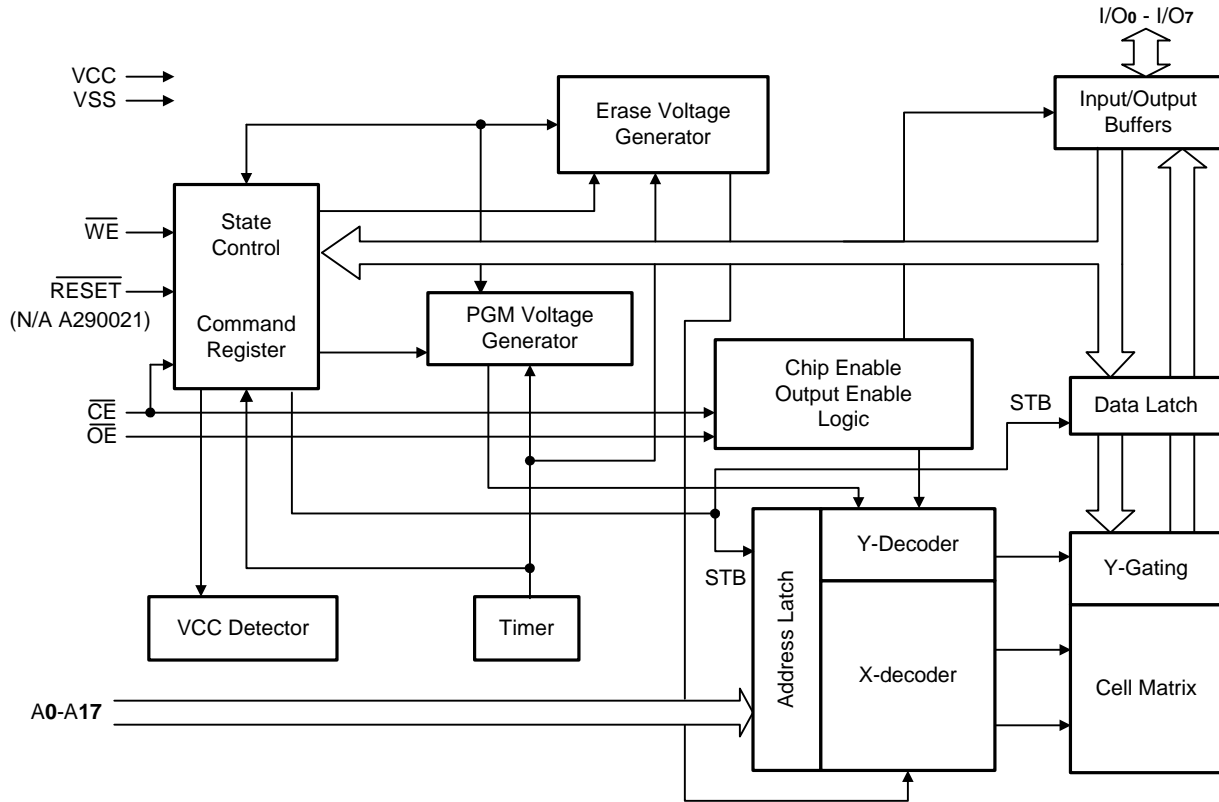 I/O0 - I/O7
VCC
VSS
Erase Voltage
Generator
Input/Output
Buffers
WE
State
Control
RESET
(N/A A290021)
Command
Register
PGM Voltage
Generator
Chip Enable
Output Enable
Logic
CE
OE
STB
Data Latch
STB
Address Latch
Y-Decoder
Y-Gating
VCC Detector
Timer
X-decoder
Cell Matrix
A0-A17